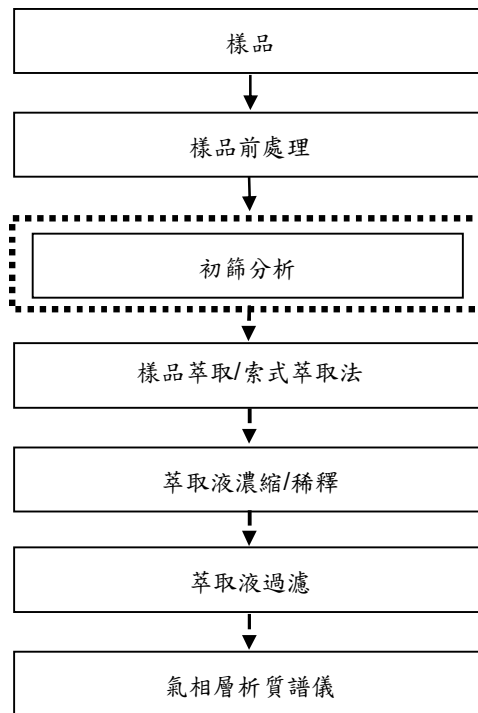 樣品
樣品前處理
初篩分析
樣品萃取/索式萃取法
萃取液濃縮/稀釋
萃取液過濾
氣相層析質譜儀